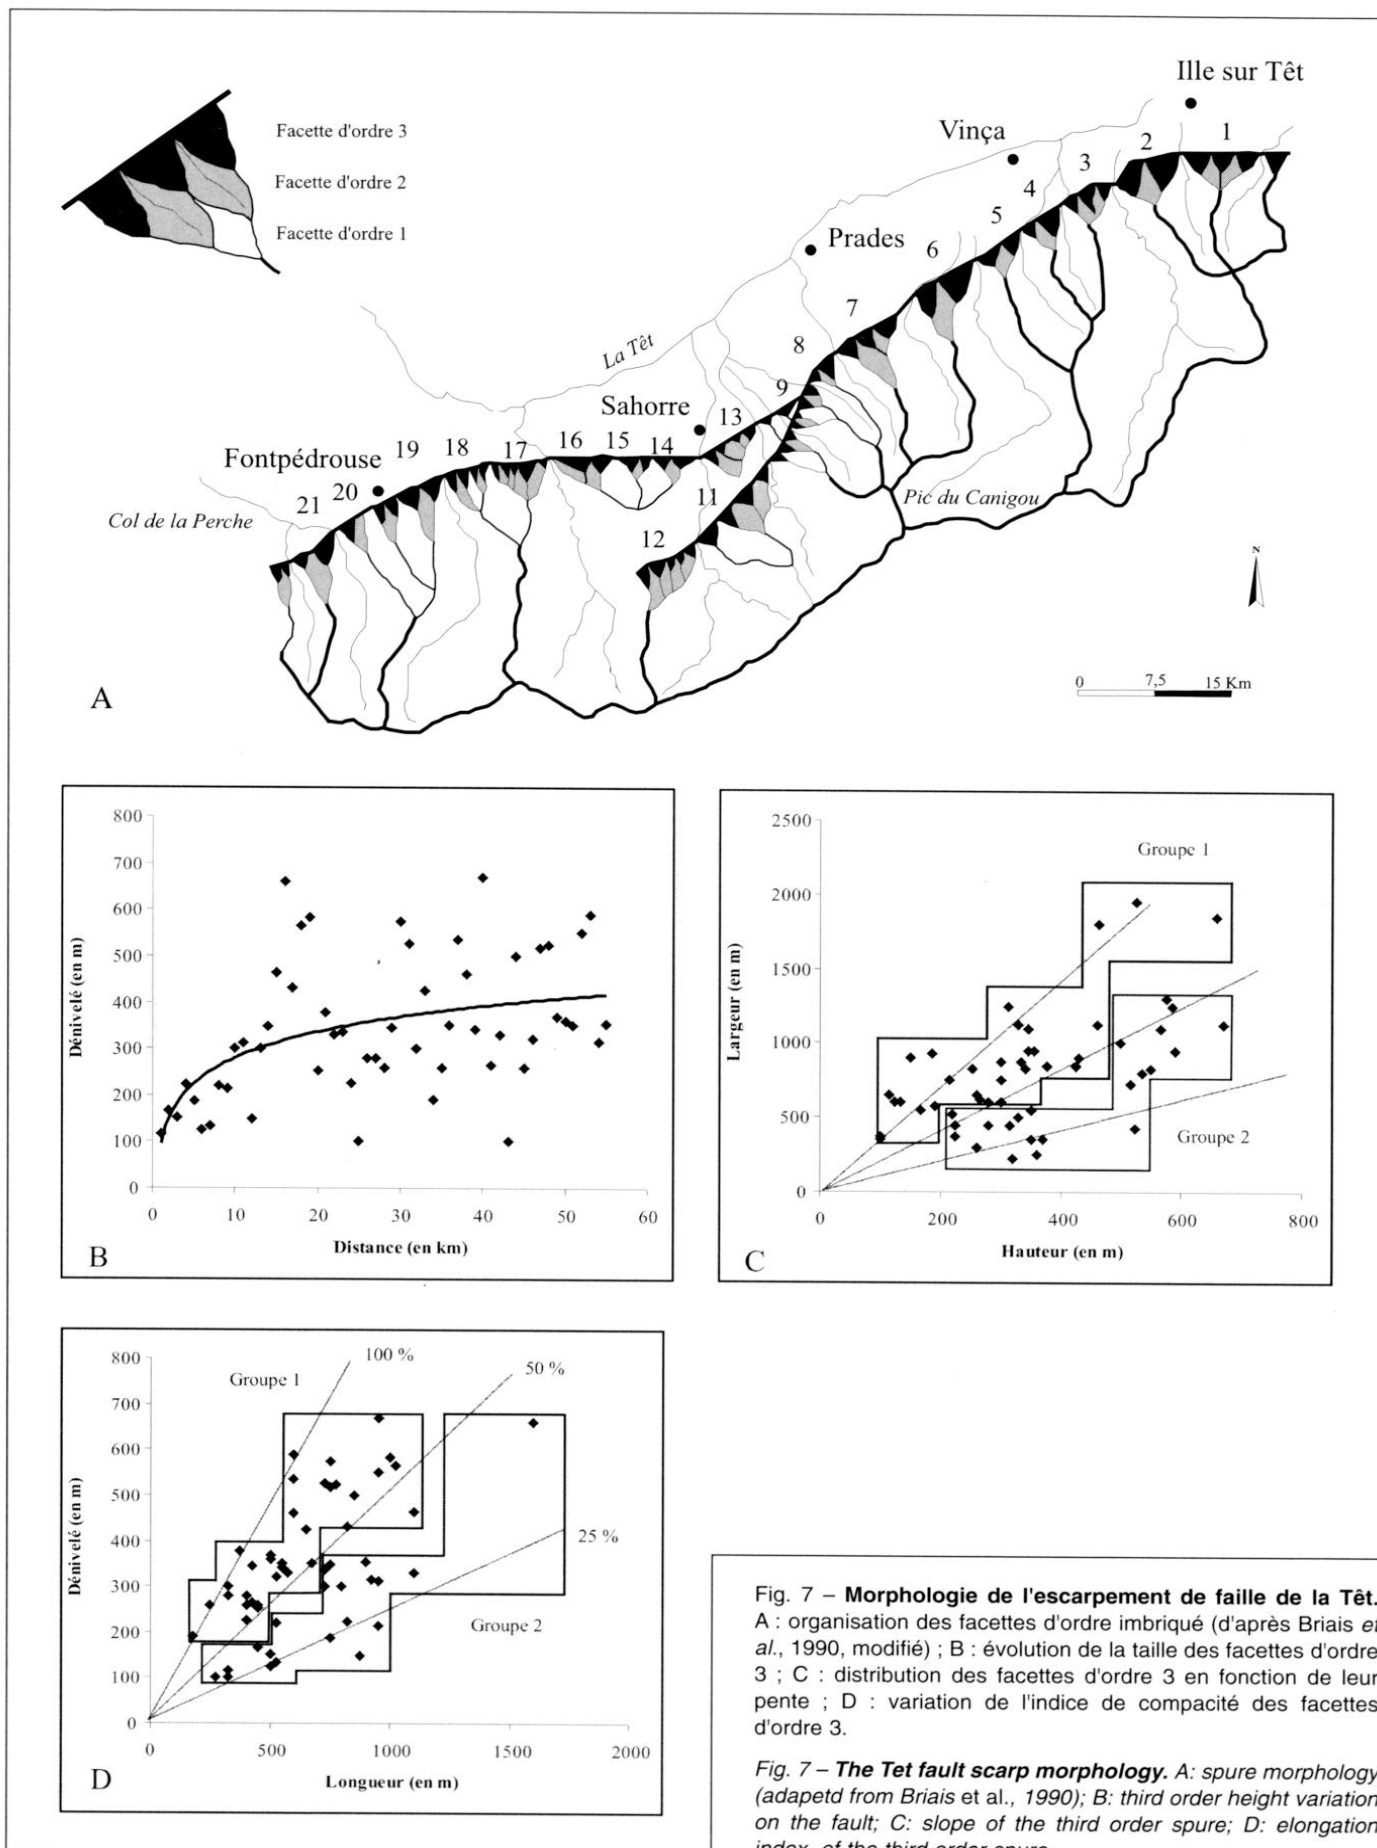 Ille sur Têt
Vinça
1
2
3
4
5
6
7
8
9
Facette d'ordre 3
Facette d'ordre 2
Facette d'ordre 1
Prades
La Têt
Sahorre
13
Fontpédrouse
19
18
17
16
15
14
21
20
11
12
Col de la Perche
Pic du Canigou
N
0 7,5 15 Km
A
Dénivelé (en m)
800
700
600
500
400
300
200
100
0
0 10 20 30 40 50 60
Distance (en km)
B
Largeur (en m)
2500
2000
1500
1000
500
0
Groupe 1
Groupe 2
0 200 400 600 800
Hauteur (en m)
C
Dénivelé (en m)
800
700
600
500
400
300
200
100
0
Groupe 1
100 %
50 %
25 %
Groupe 2
0 500 1000 1500 2000
Longueur (en m)
D
Fig. 7 – Morphologie de l'escarpement de faille de la Têt.
A : organisation des facettes d'ordre imbriqué (d'après Briais et
al., 1990, modifié) ; B : évolution de la taille des facettes d'ordre
3 ; C : distribution des facettes d'ordre 3 en fonction de leur
pente ; D : variation de l'indice de compacité des facettes
d'ordre 3.
Fig. 7 – The Tet fault scarp morphology. A: spure morphology
(adapetd from Briais et al., 1990); B: third order height variation
on the fault; C: slope of the third order spure; D: elongation
index of the third order spure